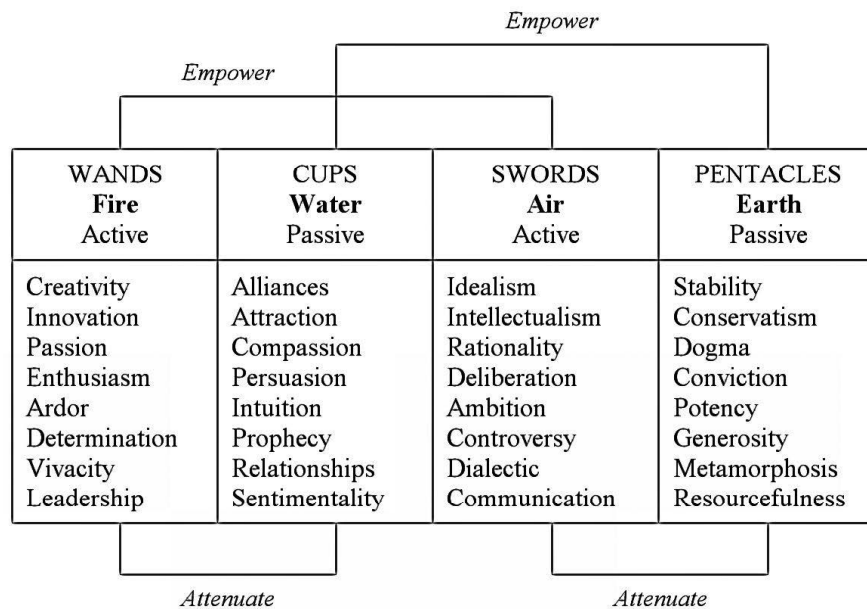 Empower
Empower
WANDS
Fire
Active
CUPS
Water
Passive
SWORDS
Air
Active
PENTACLES
Earth
Passive
Creativity
Innovation
Passion
Enthusiasm
Ardor
Determination
Vivacity
Leadership
Alliances
Attraction
Compassion
Persuasion
Intuition
Prophecy
Relationships
Sentimentality
Idealism
Intellectualism
Rationality
Deliberation
Ambition
Controversy
Dialectic
Communication
Stability
Conservatism
Dogma
Conviction
Potency
Generosity
Metamorphosis
Resourcefulness
Attenuate
Attenuate